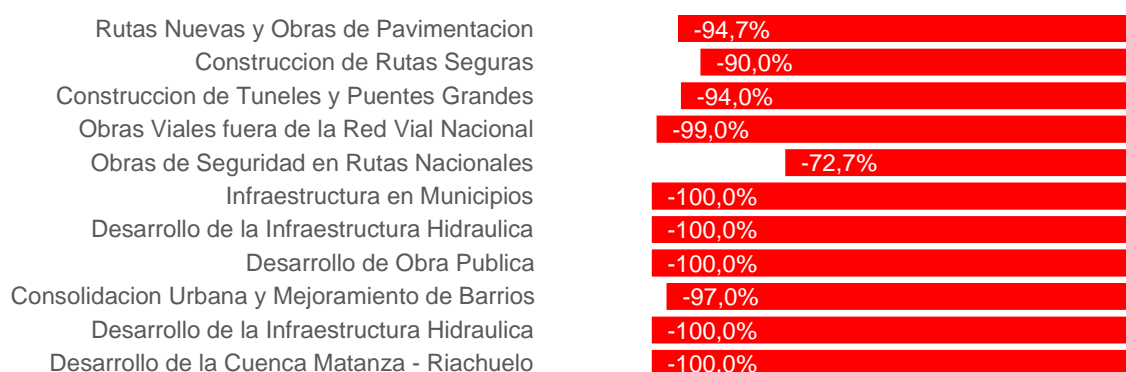 Rutas Nuevas y Obras de Pavimentacion -94,7%
Construccion de Rutas Seguras -90,0%
Construccion de Tuneles y Puentes Grandes -94,0%
Obras Viales fuera de la Red Vial Nacional -99,0%
Obras de Seguridad en Rutas Nacionales -72,7%
Infraestructura en Municipios -100,0%
Desarrollo de la Infraestructura Hidraulica -100,0%
Desarrollo de Obra Publica -100,0%
Consolidacion Urbana y Mejoramiento de Barrios -97,0%
Desarrollo de la Infraestructura Hidraulica -100,0%
Desarrollo de la Cuenca Matanza - Riachuelo -100,0%